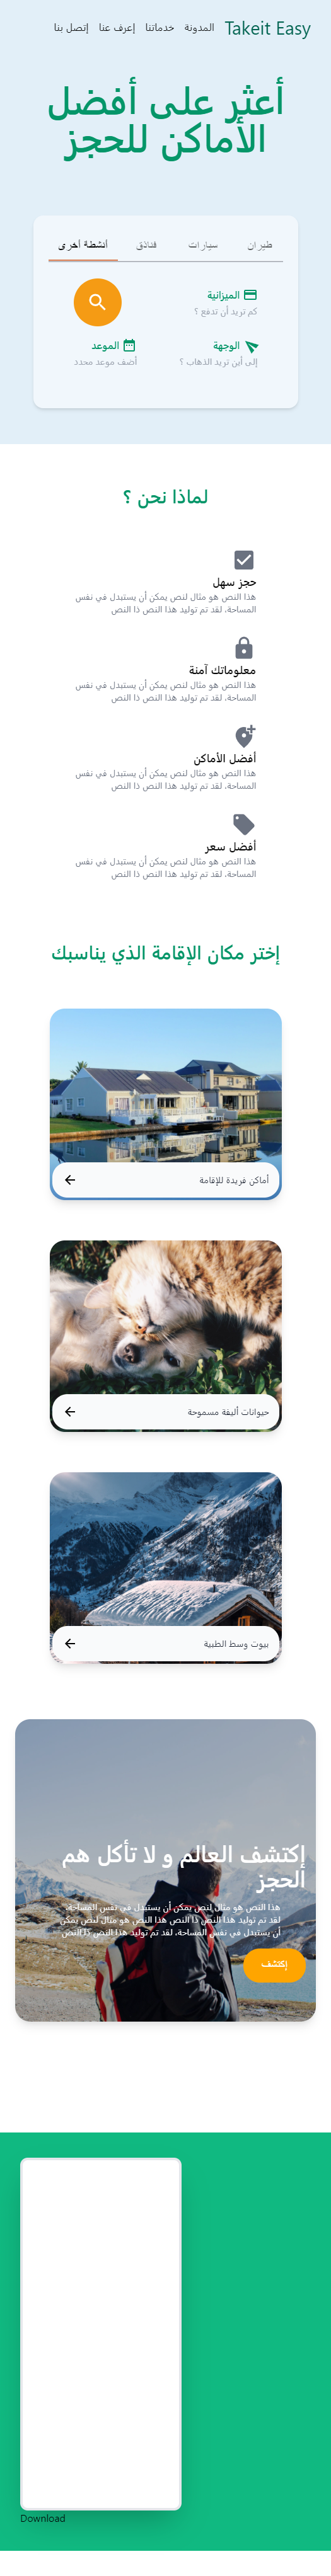 Takeit Easy
المدونة
خدماتنا
إعرف عنا
إتصل بنا
أعثر على أفضل
الأماكن للحجز
طيران
سيارات
فنادق
أنشطة أخرى
الميزانية
كم تريد أن تدفع ؟
الوجهة
إلى أين تريد الذهاب ؟
الموعد
أضف موعد محدد
لماذا نحن ؟
حجز سهل
هذا النص هو مثال لنص يمكن أن يستبدل في نفس
المساحة، لقد تم توليد هذا النص ذا النص
معلوماتك آمنة
هذا النص هو مثال لنص يمكن أن يستبدل في نفس
المساحة، لقد تم توليد هذا النص ذا النص
أفضل الأماكن
هذا النص هو مثال لنص يمكن أن يستبدل في نفس
المساحة، لقد تم توليد هذا النص ذا النص
أفضل سعر
هذا النص هو مثال لنص يمكن أن يستبدل في نفس
المساحة، لقد تم توليد هذا النص ذا النص
إختر مكان الإقامة الذي يناسبك
أماكن فريدة للإقامة
حيوانات أليفة مسموحة
بيوت وسط الطبية
إكتشف العالم و لا تأكل هم
الحجز
هذا النص هو مثال لنص يمكن أن يستبدل في نفس المساحة،
لقد تم توليد هذا النص ذا النص هذا النص هو مثال لنص يمكن
أن يستبدل في نفس المساحة، لقد تم توليد هذا النص ذا النص
إكتشف
Download